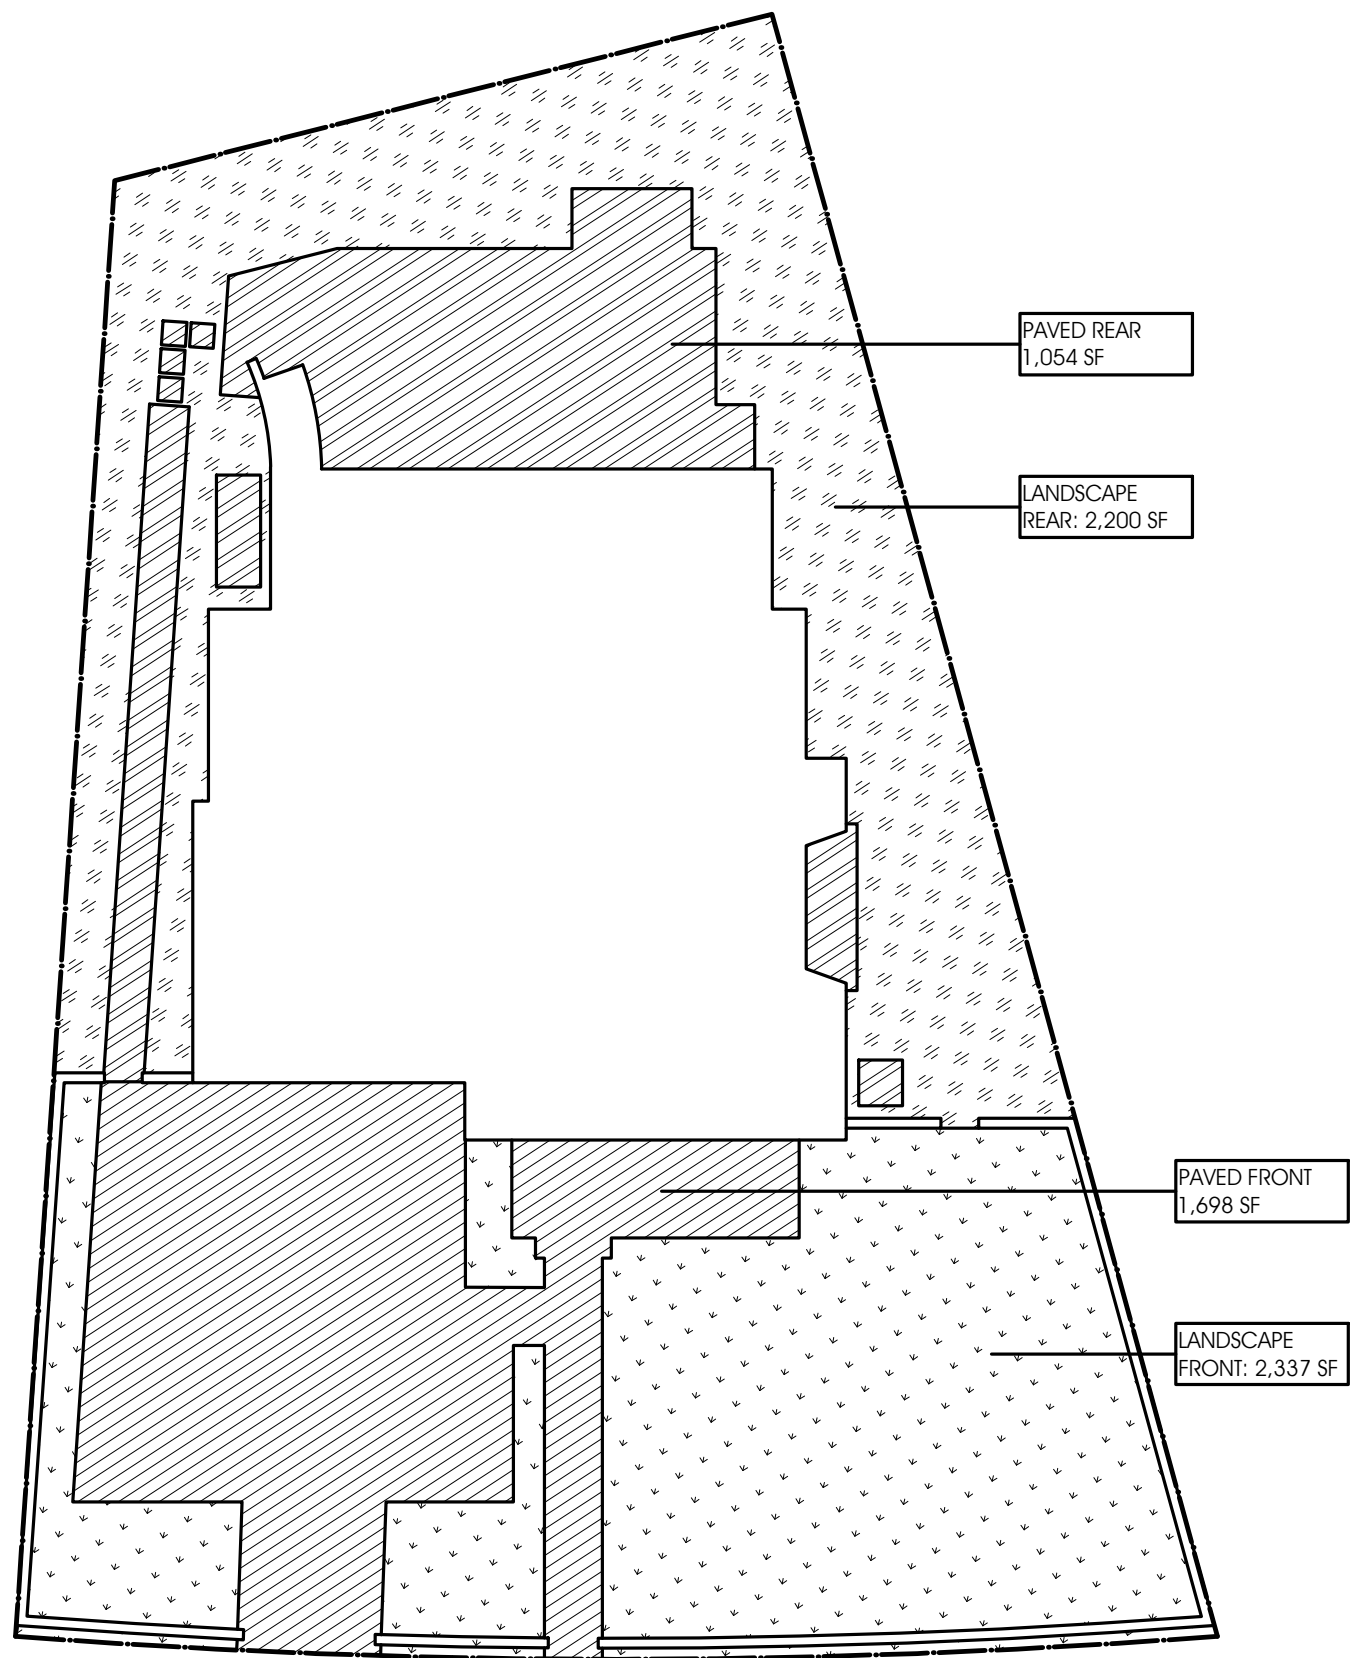 PAVED REAR
1,054 SF
LANDSCAPE
REAR: 2,200 SF
PAVED FRONT
1,698 SF
LANDSCAPE
FRONT: 2,337 SF